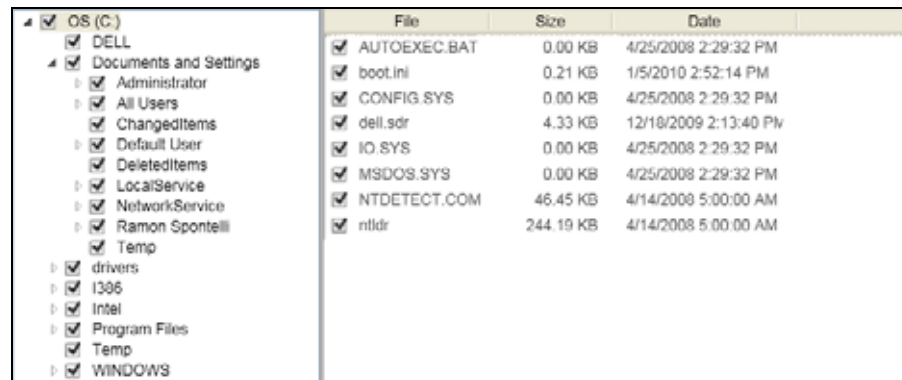 OS (C:)
DELL
Documents and Settings
Administrator
All Users
ChangedItems
Default User
DeletedItems
LocalService
NetworkService
Ramon Spontelli
Temp
drivers
I386
Intel
Program Files
Temp
WINDOWS
File Size Date
AUTOEXEC.BAT 0.00 KB 4/25/2008 2:29:32 PM
boot.ini 0.21 KB 1/5/2010 2:52:14 PM
CONFIG.SYS 0.00 KB 4/25/2008 2:29:32 PM
dell.sdr 4.33 KB 12/18/2009 2:13:40 PM
IO.SYS 0.00 KB 4/25/2008 2:29:32 PM
MSDOS.SYS 0.00 KB 4/25/2008 2:29:32 PM
NTDETECT.COM 46.45 KB 4/14/2008 5:00:00 AM
ntldr 244.19 KB 4/14/2008 5:00:00 AM